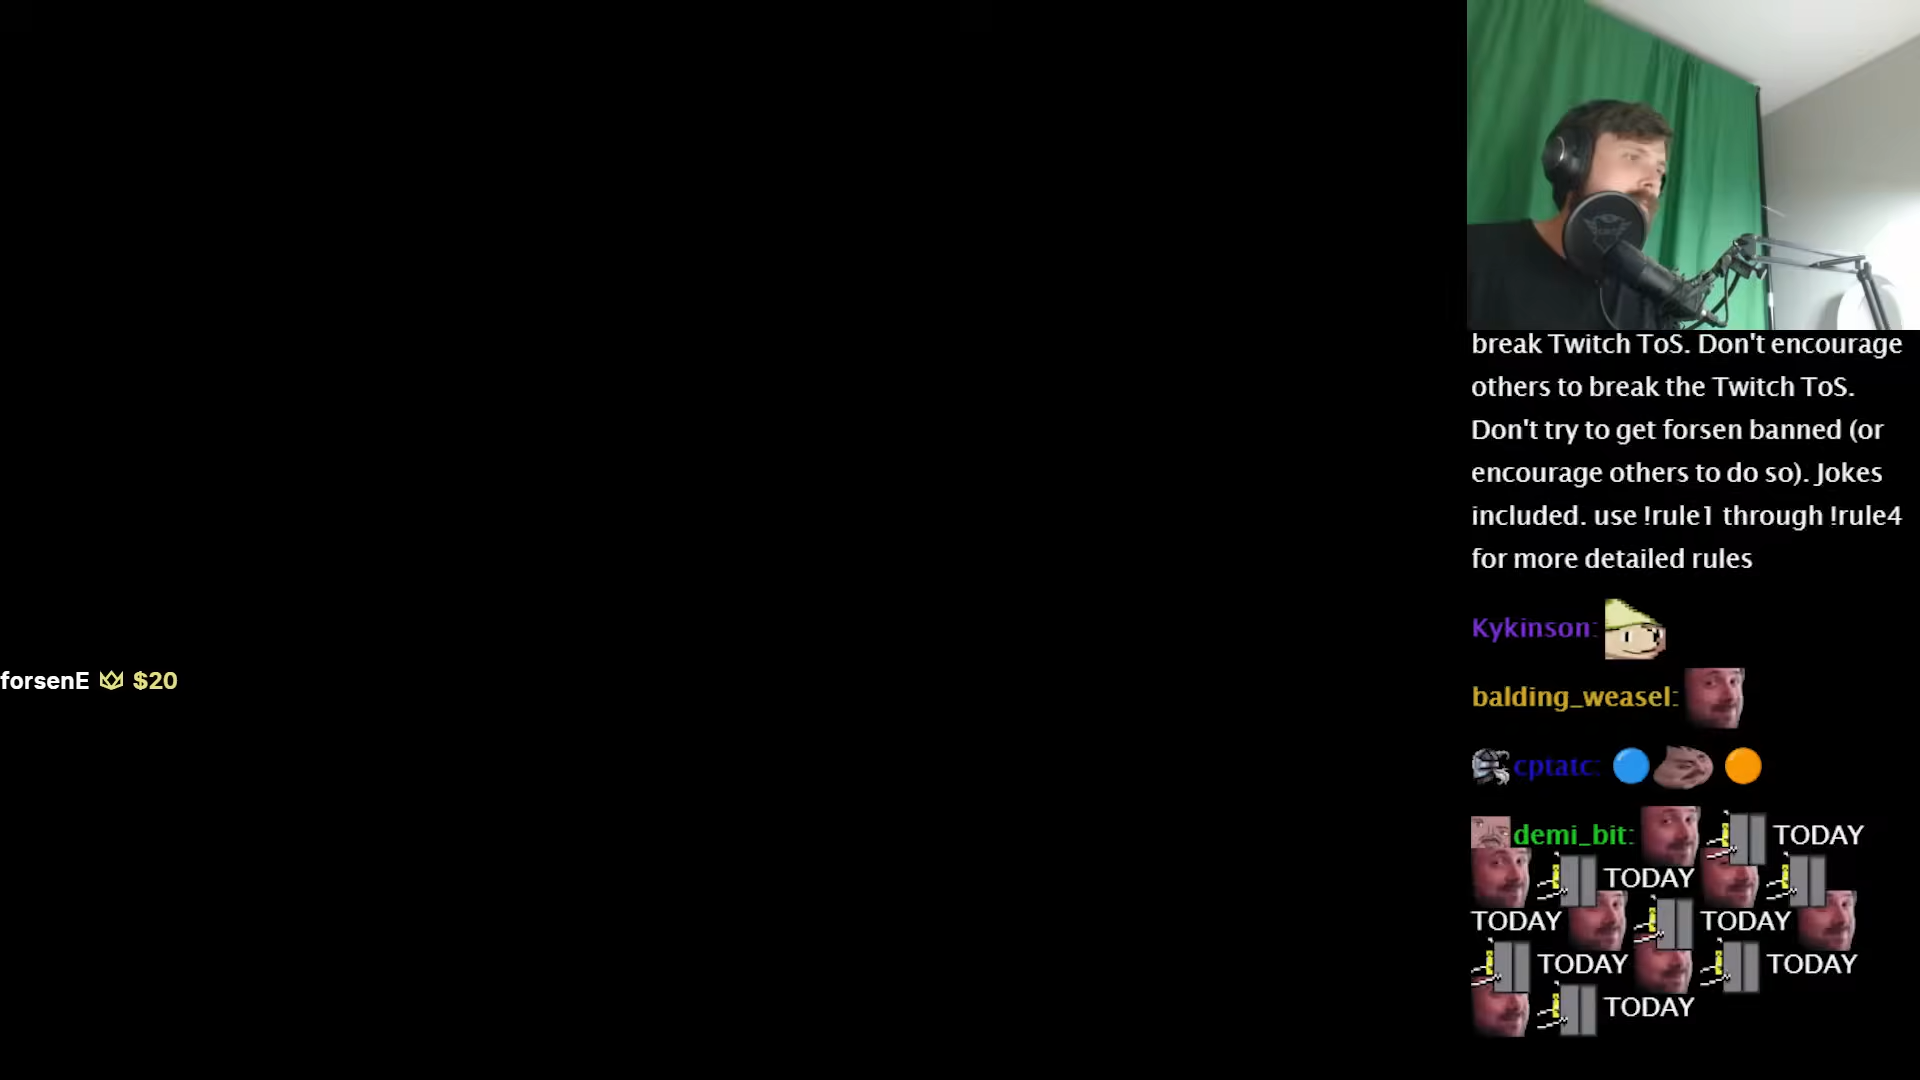 break Twitch ToS. Don't encourage
others to break the Twitch ToS.
Don't try to get forsen banned (or
encourage others to do so). Jokes
included. use !rule1 through !rule4
for more detailed rules
Kykinson:
forsenE $20
balding_weasel:
cptatc:
demi_bit: TODAY
TODAY
TODAY TODAY
TODAY TODAY
TODAY